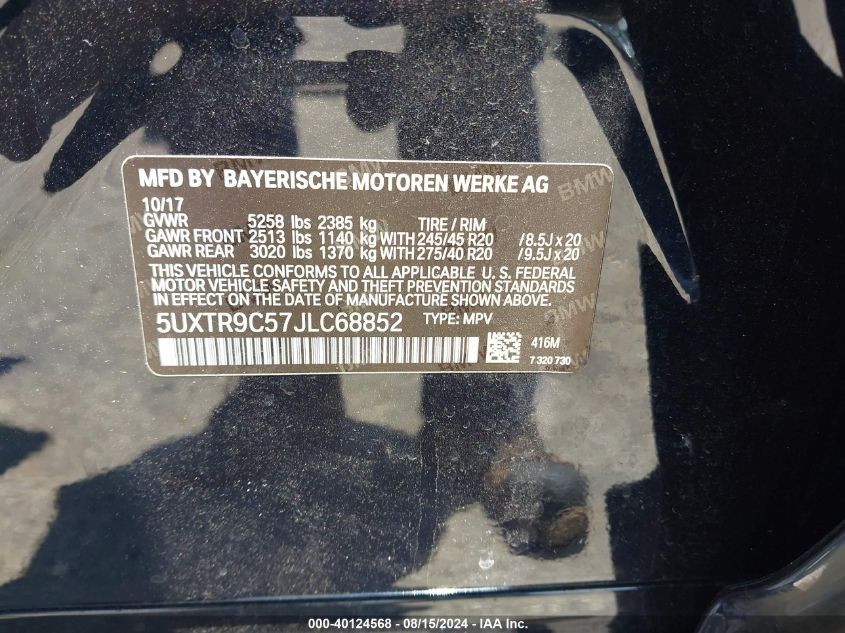 MFD BY BAYERISCHE MOTOREN WERKE AG
10/17
GVWR 5258 lbs 2385 kg TIRE / RIM
GAWR FRONT 2513 lbs 1140 kg WITH 245/45 R20 / 8.5J x 20
GAWR REAR 3020 lbs 1370 kg WITH 275/40 R20 / 9.5J x 20
THIS VEHICLE CONFORMS TO ALL APPLICABLE U. S. FEDERAL
MOTOR VEHICLE SAFETY, BUMPER, AND THEFT PREVENTION
STANDARDS IN EFFECT ON THE DATE OF MANUFACTURE SHOWN ABOVE.
5UXTR9C57JLC68852 TYPE: MPV
416M
7 320 730
000-40124568 - 08/15/2024 - IAA Inc.